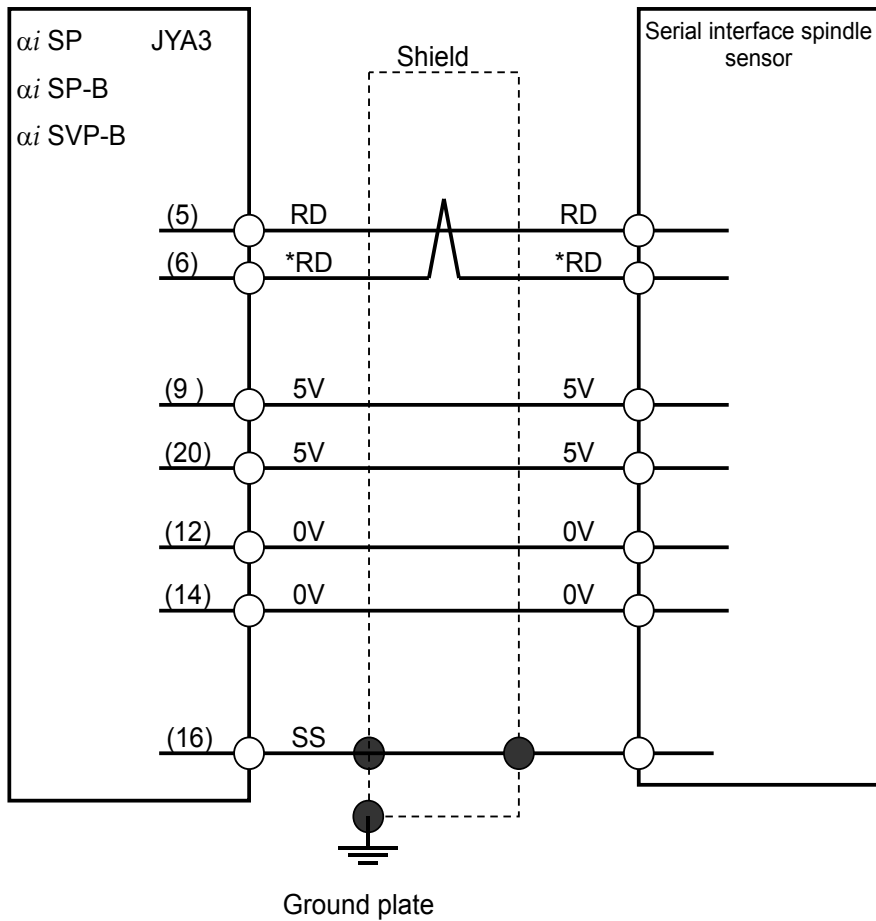 αi SP JYA3
αi SP-B
αi SVP-B
Shield
Serial interface spindle
sensor
(5) RD RD
(6) *RD *RD
(9 ) 5V 5V
(20) 5V 5V
(12) 0V 0V
(14) 0V 0V
(16) SS
Ground plate